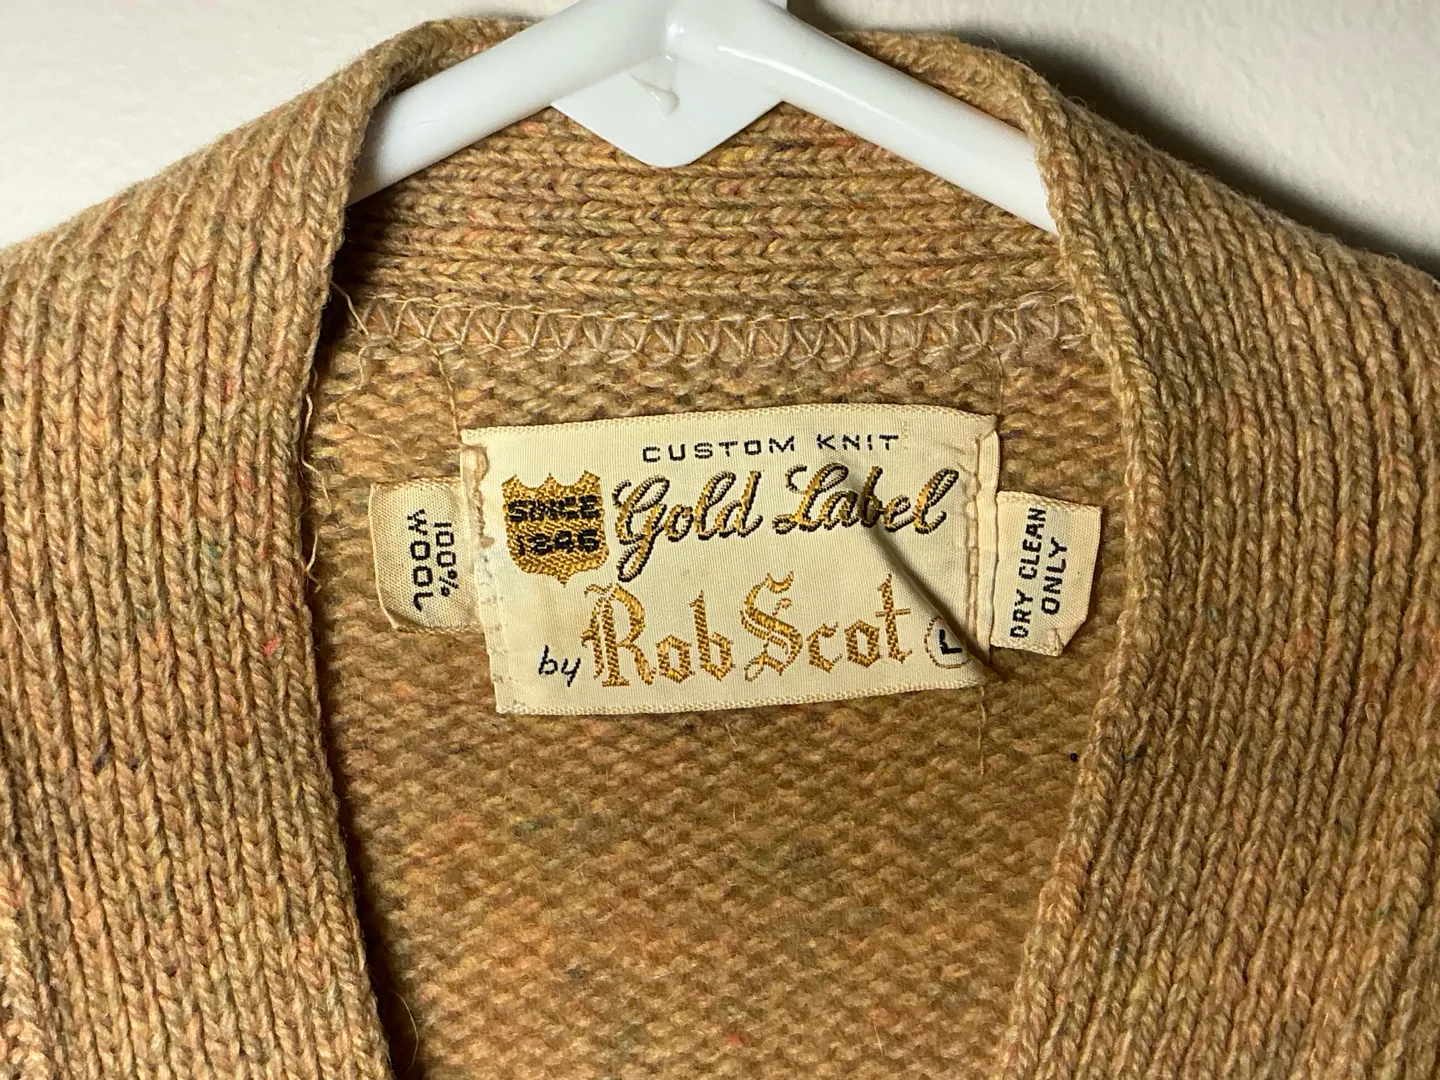 CUSTOM KNIT
SINCE
1846
Gold Label
by Rob Scot
L
100%
WOOL
DRY CLEAN
ONLY